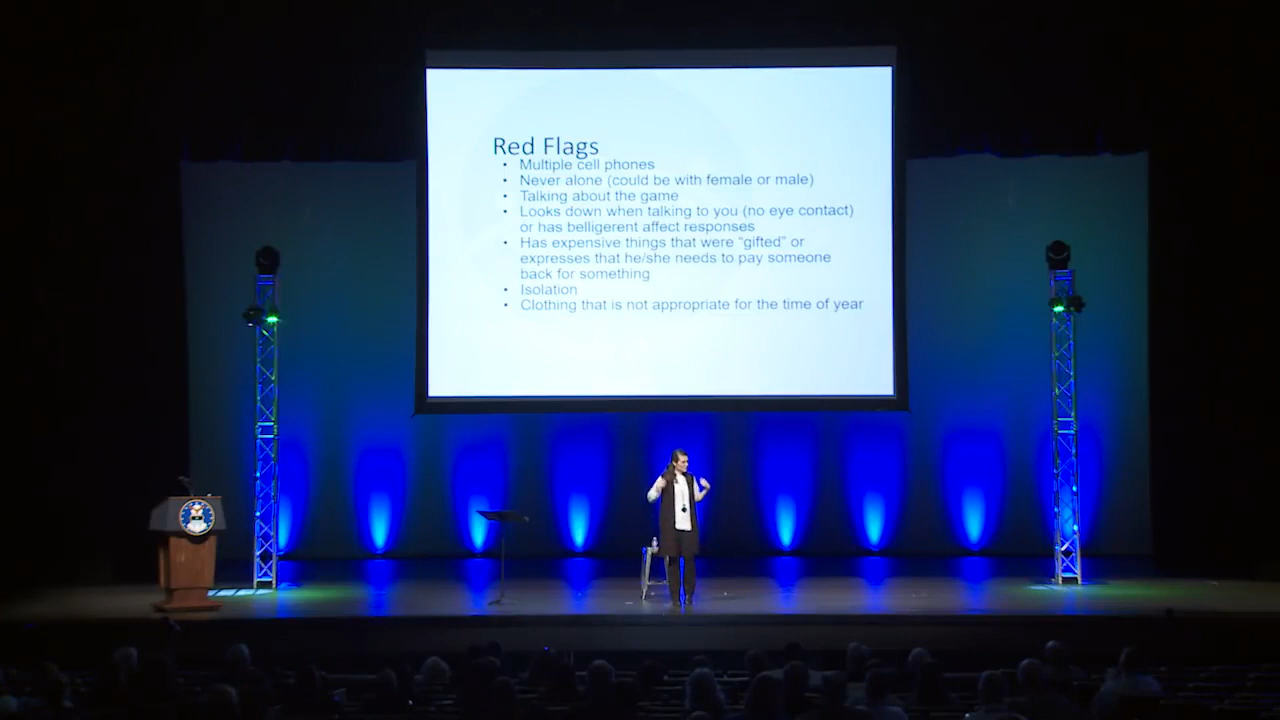 Red Flags
• Multiple cell phones
• Never alone (could be with female or male)
• Talking about the game
• Looks down when talking to you (no eye contact)
or has belligerent affect responses
• Has expensive things that were “gifted” or
expresses that he/she needs to pay someone
back for something
• Isolation
• Clothing that is not appropriate for the time of year